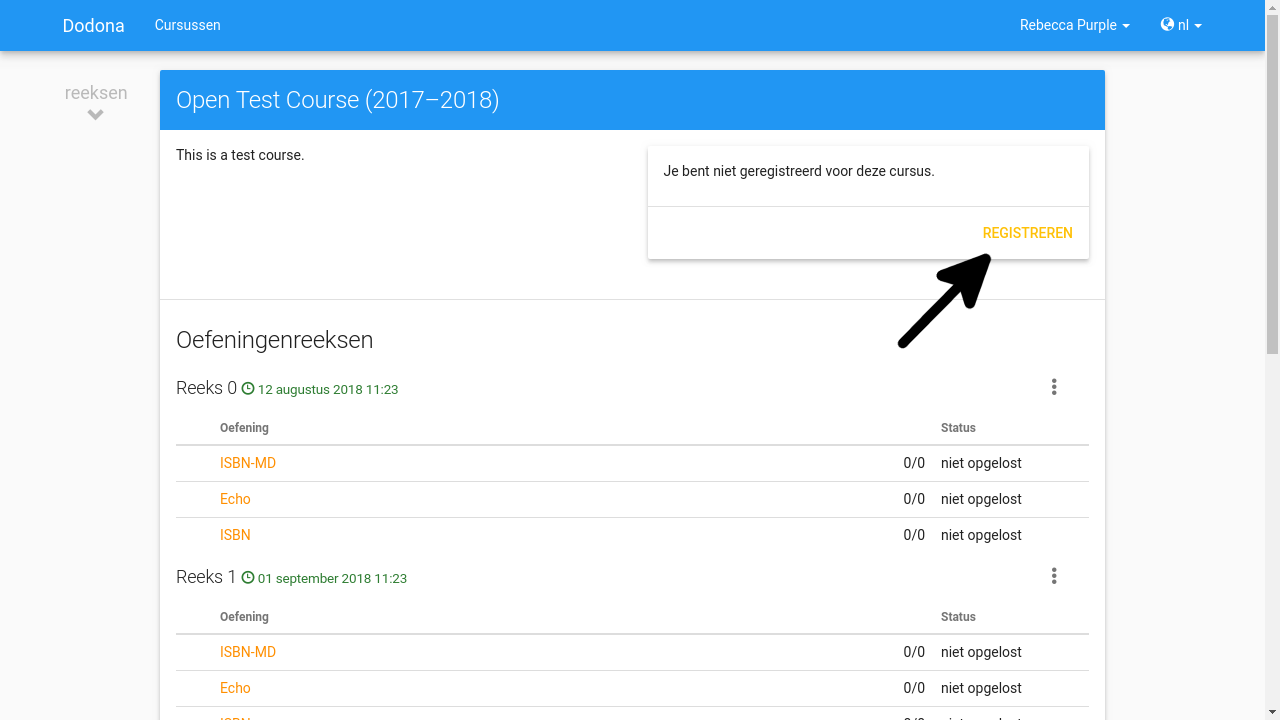 Dodona Cursussen Rebecca Purple nl
reeksen
Open Test Course (2017–2018)
This is a test course.
Je bent niet geregistreerd voor deze cursus.
REGISTREREN
Oefeningenreeksen
Reeks 0 12 augustus 2018 11:23
Oefening Status
ISBN-MD 0/0 niet opgelost
Echo 0/0 niet opgelost
ISBN 0/0 niet opgelost
Reeks 1 01 september 2018 11:23
Oefening Status
ISBN-MD 0/0 niet opgelost
Echo 0/0 niet opgelost